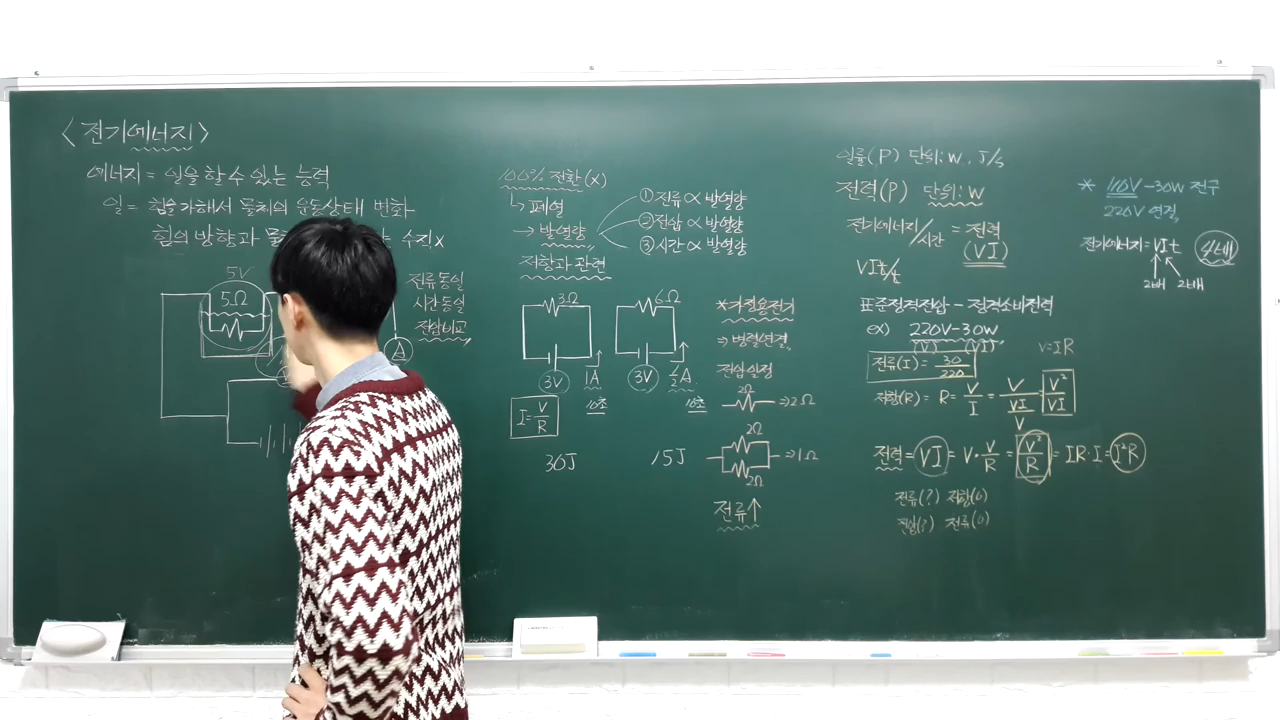 〈전기에너지〉
에너지 = 일을 할 수 있는 능력
일 = 힘을 가해서 물체의 운동상태 변화
힘의 방향과 수직x
5V
5Ω
전류동일
시간동일
전압비교
A
100% 전환(x)
↳ 폐열
→ 발열량
① 전류 ∝ 발열량
② 전압 ∝ 발열량
③ 시간 ∝ 발열량
저항과 관련
3Ω
3V
1A
10초
I = V/R
30J
6Ω
3V
1/2A
10초
15J
*가정용전기
⇒ 병렬연결
전압일정
2Ω
⇒2Ω
2Ω
2Ω
⇒1Ω
전류↑
일률(P) 단위: W, J/s
전력(P) 단위: W
전기에너지/시간 = 전력
(VI)
VIt/t
표준정격전압 - 정격소비전력
ex) 220V-30W
(V) (VI)
전류(I) = 30/220
V=IR
저항(R) = R = V/I = V/(VI/V) = V²/VI
전력 = VI = V·V/R = V²/R = IR·I = I²R
전류(?) 저항(0)
전압(?) 전류(0)
* 110V-30W 전구
220V 연결
전기에너지=VIt 4배
2배 2배